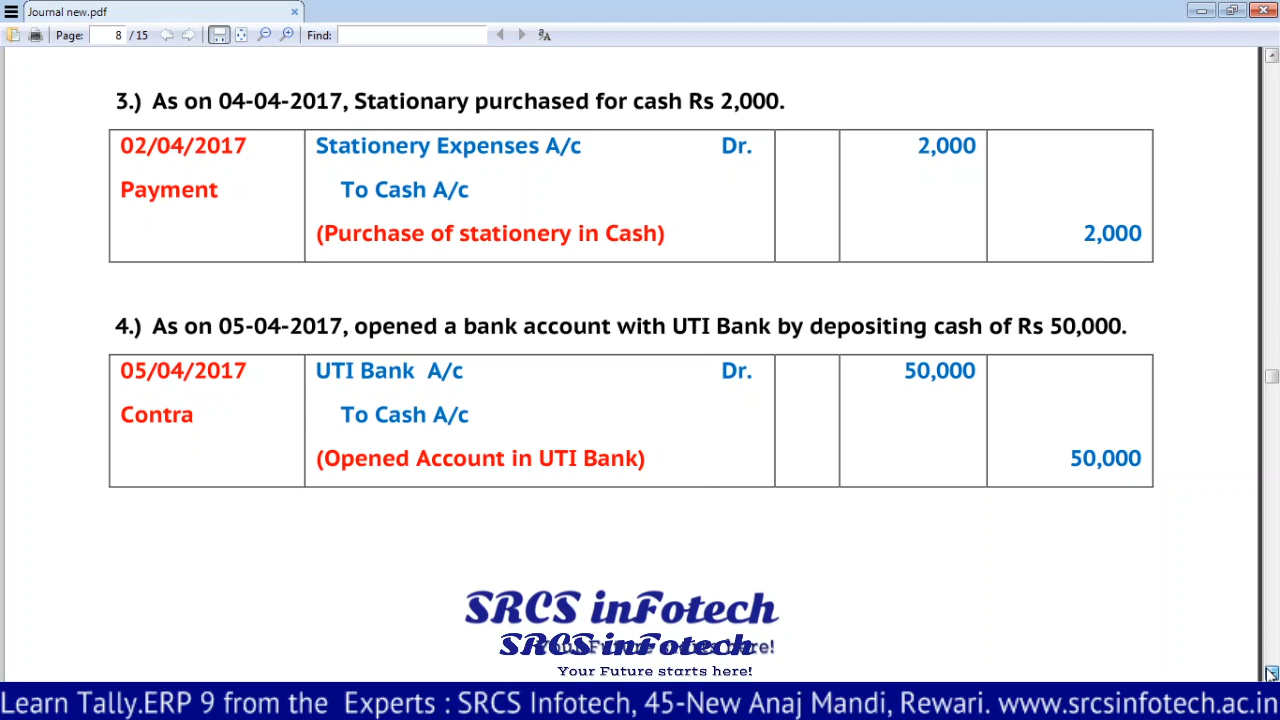 Journal new.pdf
Page: 8 / 15 Find:
3.) As on 04-04-2017, Stationary purchased for cash Rs 2,000.
02/04/2017 Stationery Expenses A/c Dr. 2,000
Payment To Cash A/c
(Purchase of stationery in Cash) 2,000
4.) As on 05-04-2017, opened a bank account with UTI Bank by depositing cash of Rs 50,000.
05/04/2017 UTI Bank A/c Dr. 50,000
Contra To Cash A/c
(Opened Account in UTI Bank) 50,000
SRCS inFotech
SRCS inFotech
Your Future starts here!
Learn Tally.ERP 9 from the Experts : SRCS Infotech, 45-New Anaj Mandi, Rewari. www.srcsinfotech.ac.in